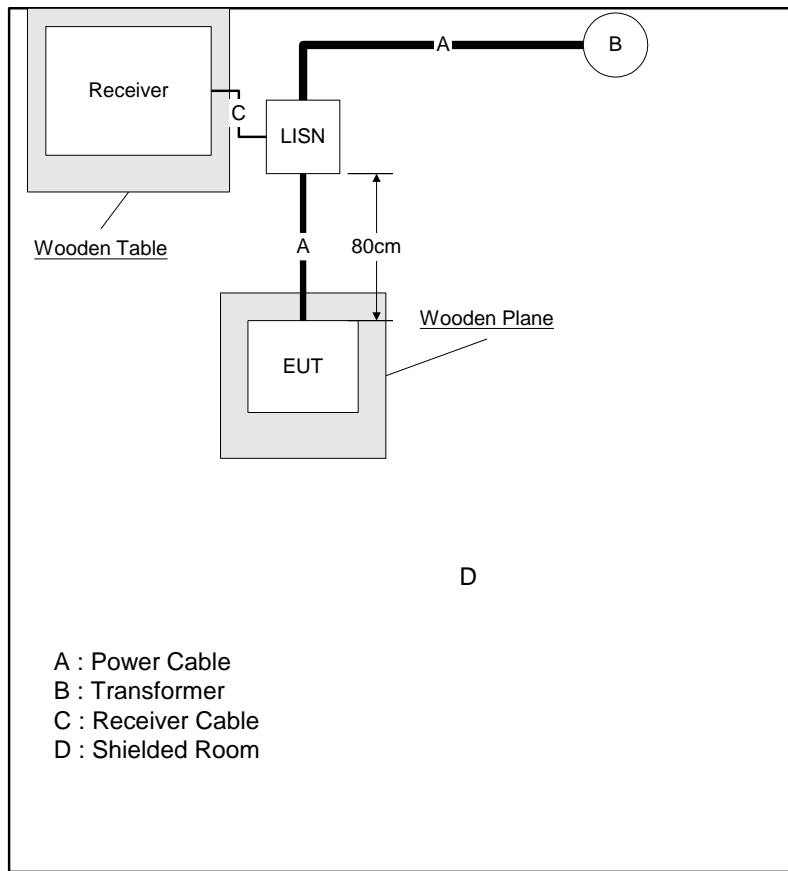 A
B
Receiver
C
LISN
Wooden Table
A
80cm
Wooden Plane
EUT
D
A : Power Cable
B : Transformer
C : Receiver Cable
D : Shielded Room